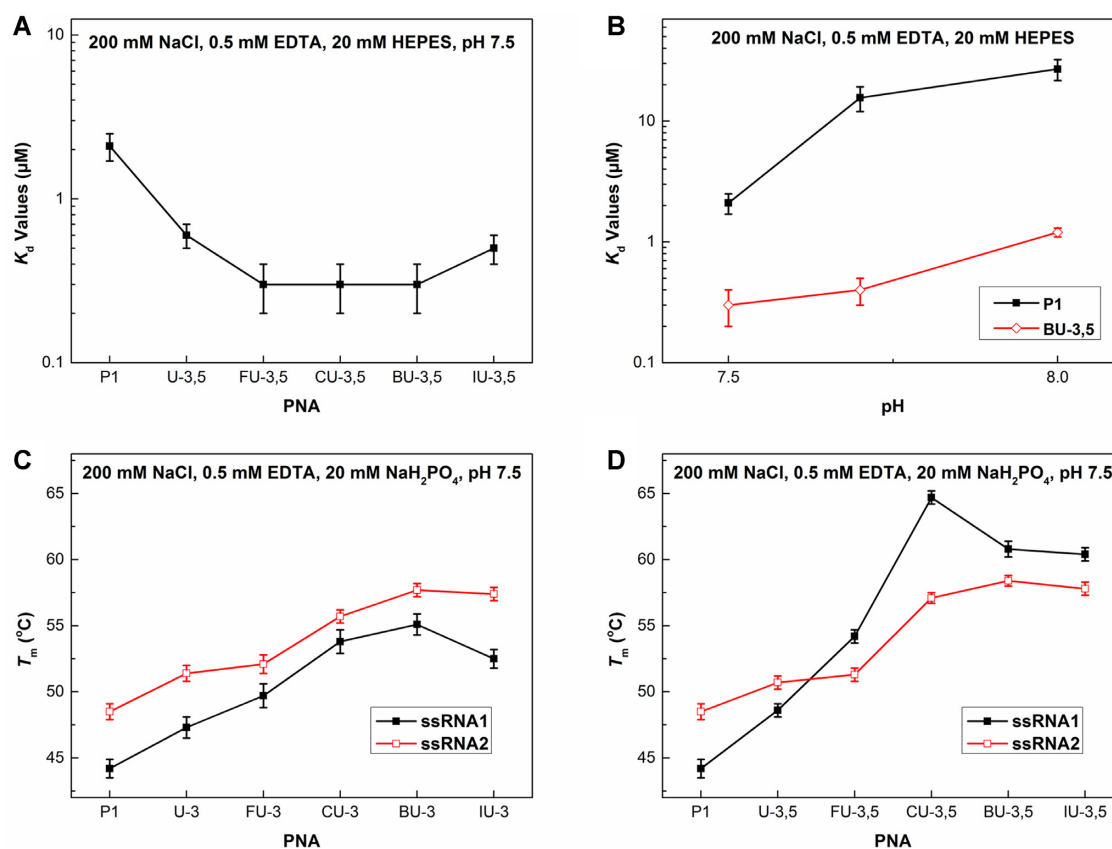 A
200 mM NaCl, 0.5 mM EDTA, 20 mM HEPES, pH 7.5
10
1
0.1
Kd Values (µM)
P1 U-3,5 FU-3,5 CU-3,5 BU-3,5 IU-3,5
PNA
B
200 mM NaCl, 0.5 mM EDTA, 20 mM HEPES
10
1
0.1
Kd Values (µM)
P1
BU-3,5
7.5 8.0
pH
C
200 mM NaCl, 0.5 mM EDTA, 20 mM NaH2PO4, pH 7.5
65
60
55
50
45
Tm (°C)
ssRNA1
ssRNA2
P1 U-3 FU-3 CU-3 BU-3 IU-3
PNA
D
200 mM NaCl, 0.5 mM EDTA, 20 mM NaH2PO4, pH 7.5
65
60
55
50
45
Tm (°C)
ssRNA1
ssRNA2
P1 U-3,5 FU-3,5 CU-3,5 BU-3,5 IU-3,5
PNA